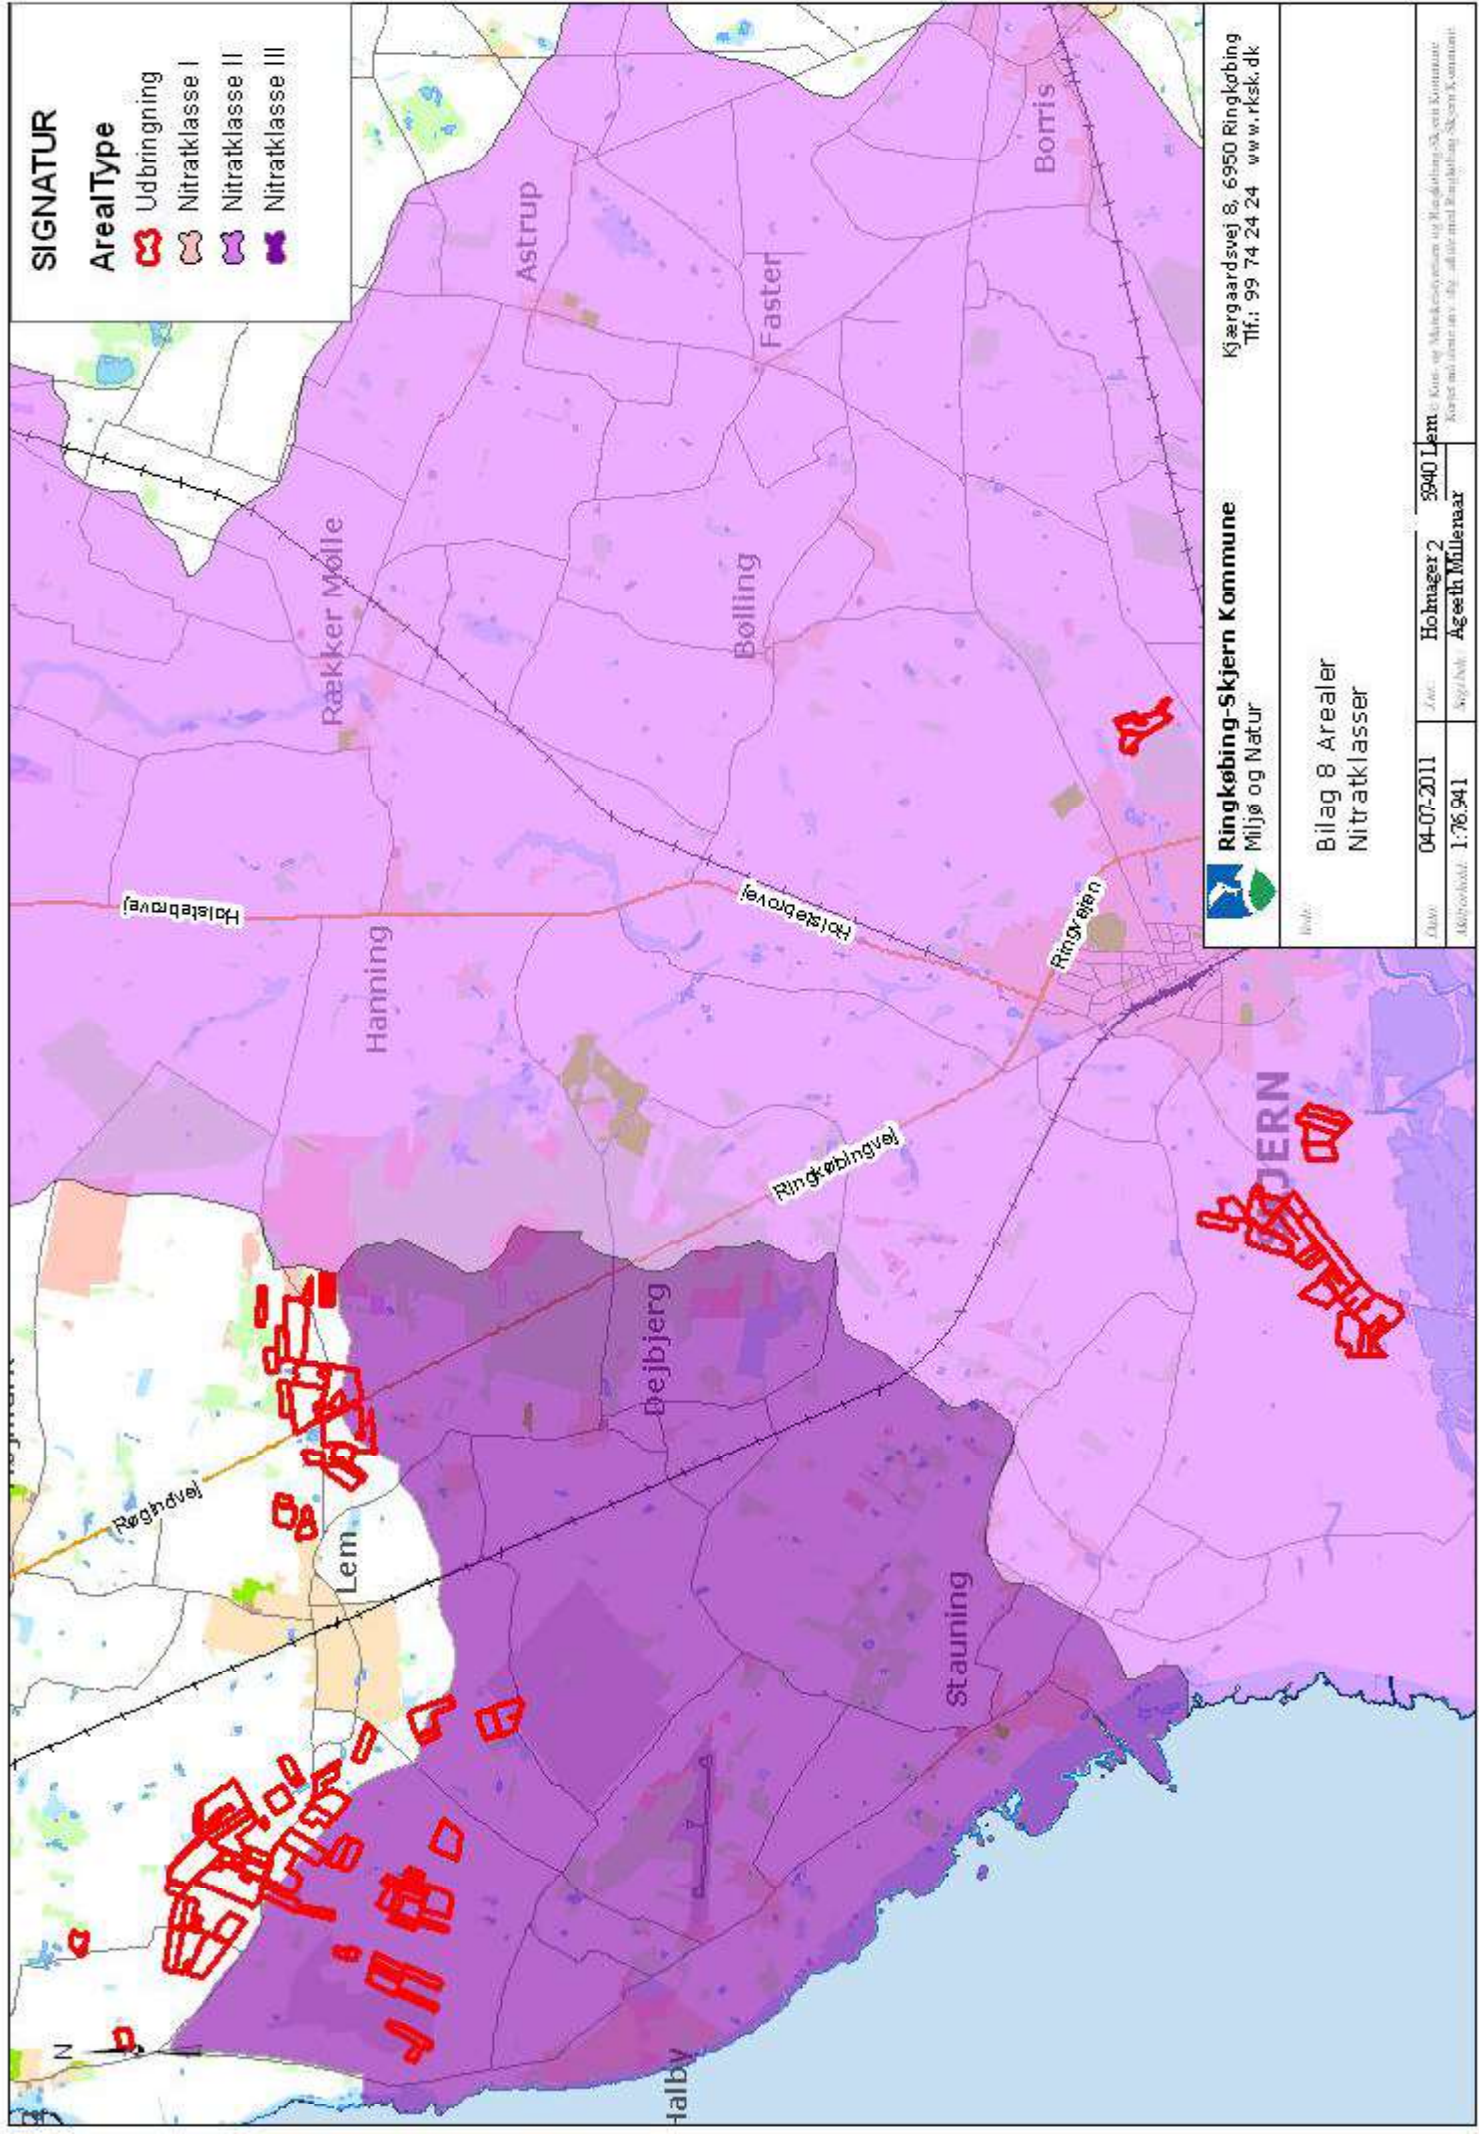 SIGNATUR
ArealType
Udbringning
Nitratklasse I
Nitratklasse II
Nitratklasse III
N
Røgindvej
Lem
Holstebrovej
Hanning
Rækker Mølle
Astrup
Faster
Borris
Bølling
Holstebrovej
Ringvejen
Ringkøbingvej
Dejbjerg
Stauning
Halby
SKJERN
Ringkøbing-Skjern Kommune
Miljø og Natur
Kjærgaardsvej 8, 6950 Ringkøbing
Tlf.: 99 74 24 24 www.rksk.dk
Bilag 8 Arealer
Nitratklasser
Dato: 04-07-2011
Holmager 2 6940 Lem
Målforhold: 1:76.941
Ageeth Millenaar